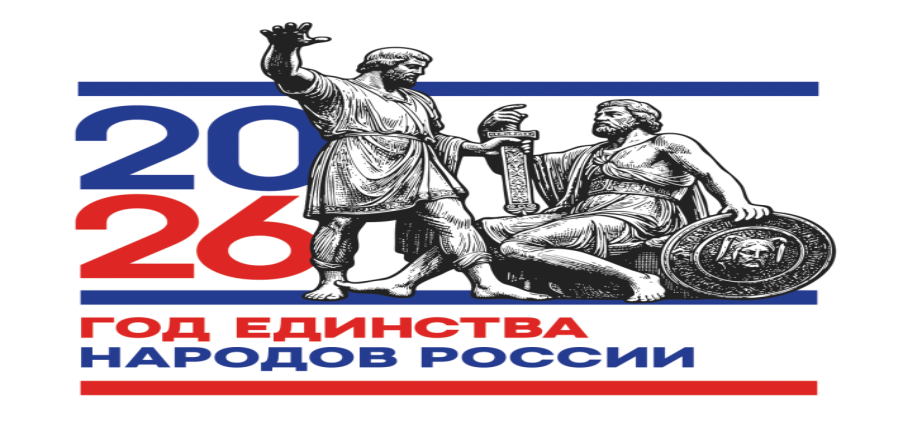 20
26
ГОД ЕДИНСТВА
НАРОДОВ РОССИИ